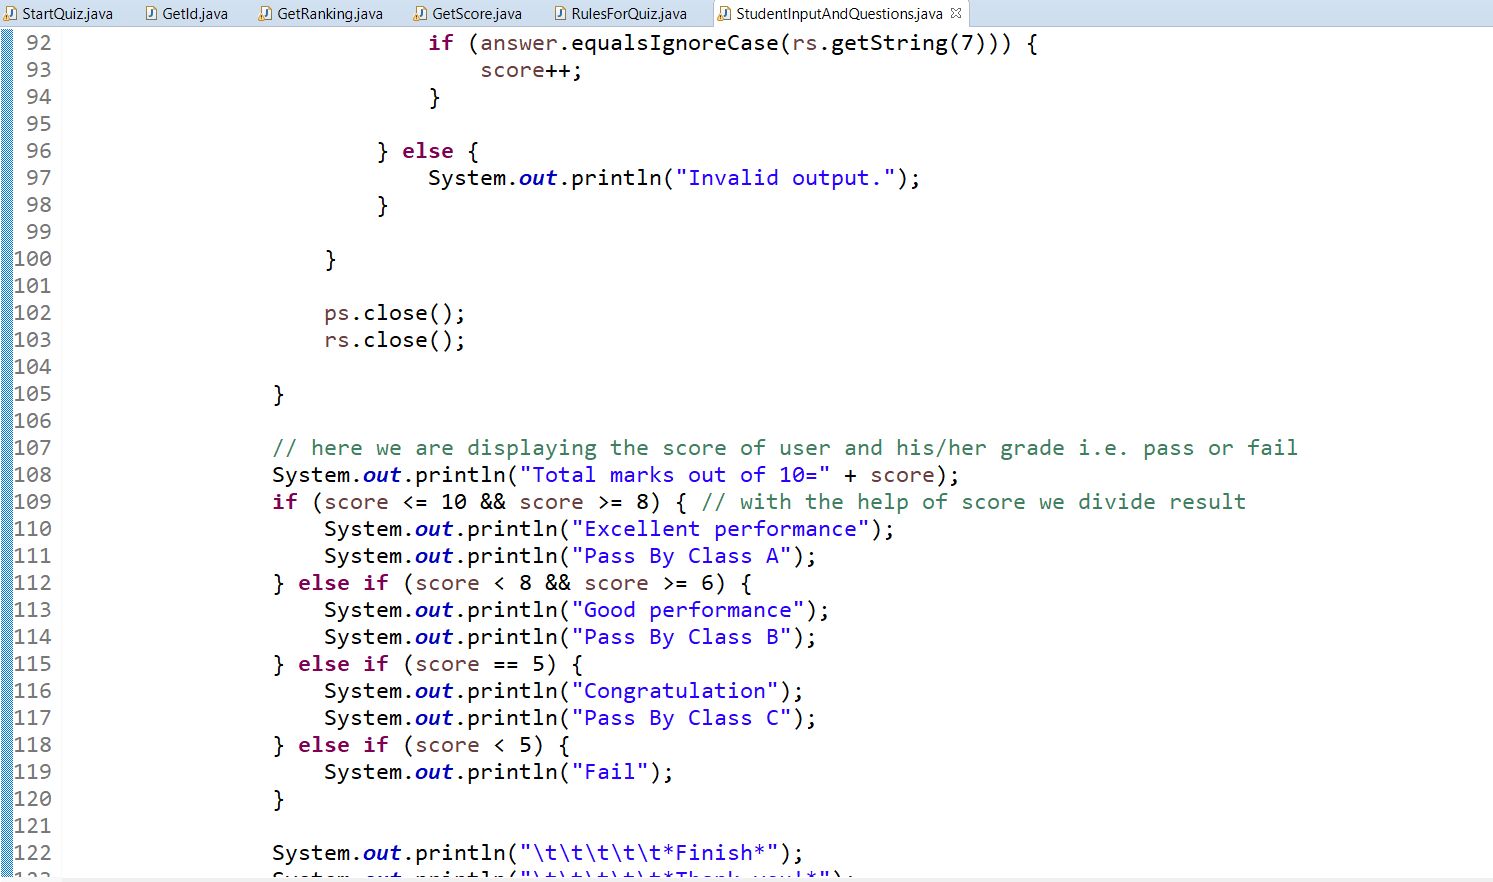 StartQuiz.java GetId.java GetRanking.java GetScore.java RulesForQuiz.java StudentInputAndQuestions.java
92 if (answer.equalsIgnoreCase(rs.getString(7))) {
93 score++;
94 }
95
96 } else {
97 System.out.println("Invalid output.");
98 }
99
100 }
101
102 ps.close();
103 rs.close();
104
105 }
106
107 // here we are displaying the score of user and his/her grade i.e. pass or fail
108 System.out.println("Total marks out of 10=" + score);
109 if (score <= 10 && score >= 8) { // with the help of score we divide result
110 System.out.println("Excellent performance");
111 System.out.println("Pass By Class A");
112 } else if (score < 8 && score >= 6) {
113 System.out.println("Good performance");
114 System.out.println("Pass By Class B");
115 } else if (score == 5) {
116 System.out.println("Congratulation");
117 System.out.println("Pass By Class C");
118 } else if (score < 5) {
119 System.out.println("Fail");
120 }
121
122 System.out.println("\t\t\t\t\t*Finish*");
123 System.out.println("\t\t\t\t\t*Thank you!*");